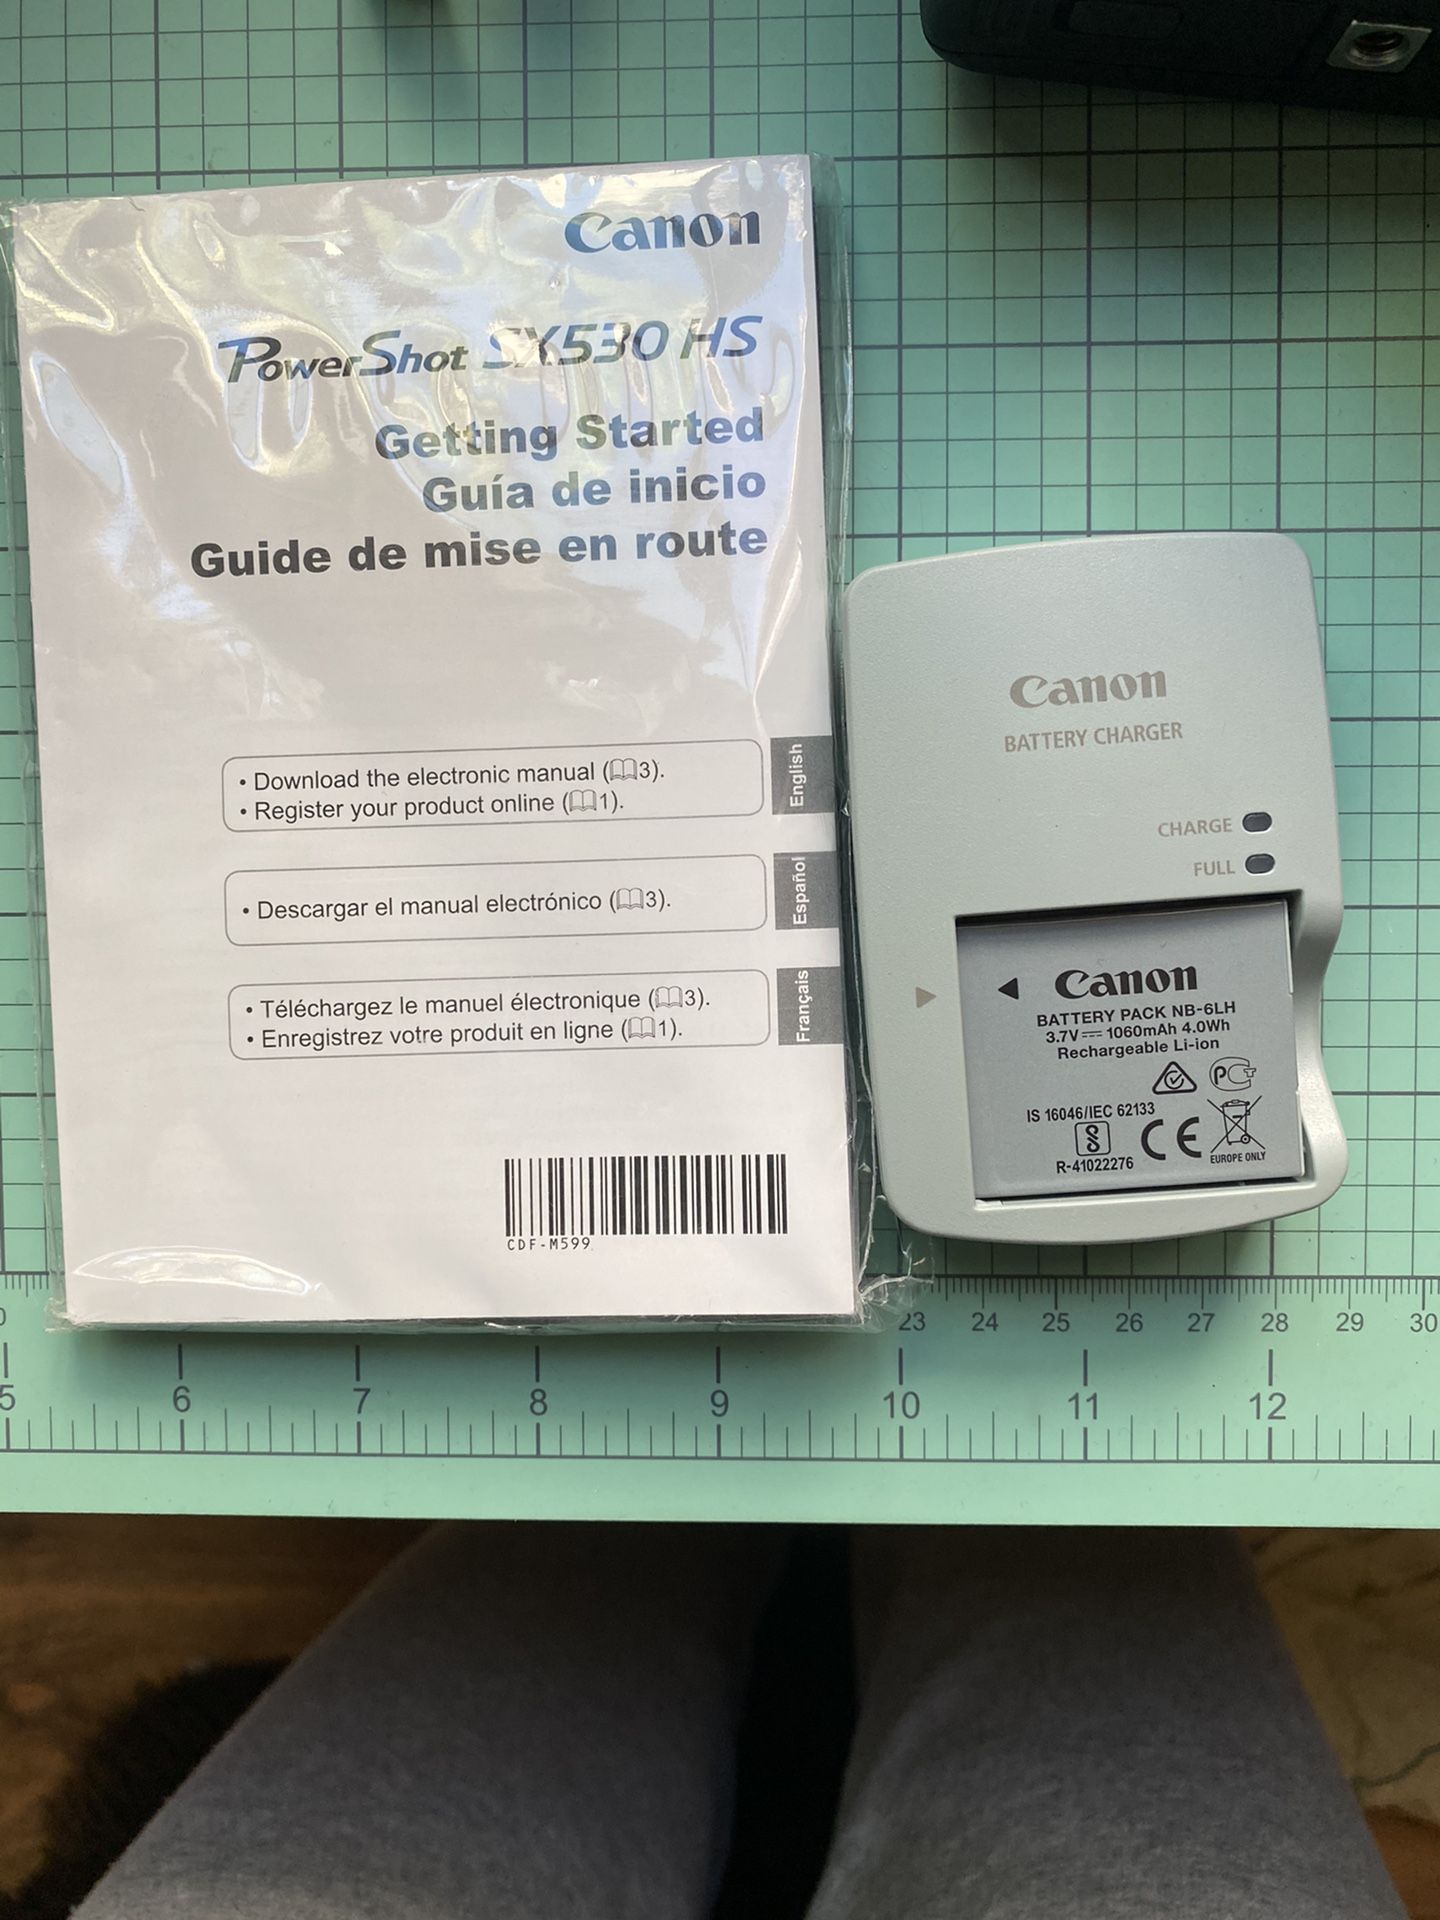 Canon
PowerShot SX530 HS
Getting Started
Guía de inicio
Guide de mise en route
• Download the electronic manual (3).
• Register your product online (1).
English
• Descargar el manual electrónico (3).
Español
• Téléchargez le manuel électronique (3).
• Enregistrez votre produit en ligne (1).
Français
CDF-M599
Canon
BATTERY CHARGER
CHARGE
FULL
Canon
BATTERY PACK NB-6LH
3.7V⎓1060mAh 4.0Wh
Rechargeable Li-ion
PCT
IS 16046/IEC 62133
R-41022276
CE
EUROPE ONLY
23 24 25 26 27 28 29 30
5 6 7 8 9 10 11 12